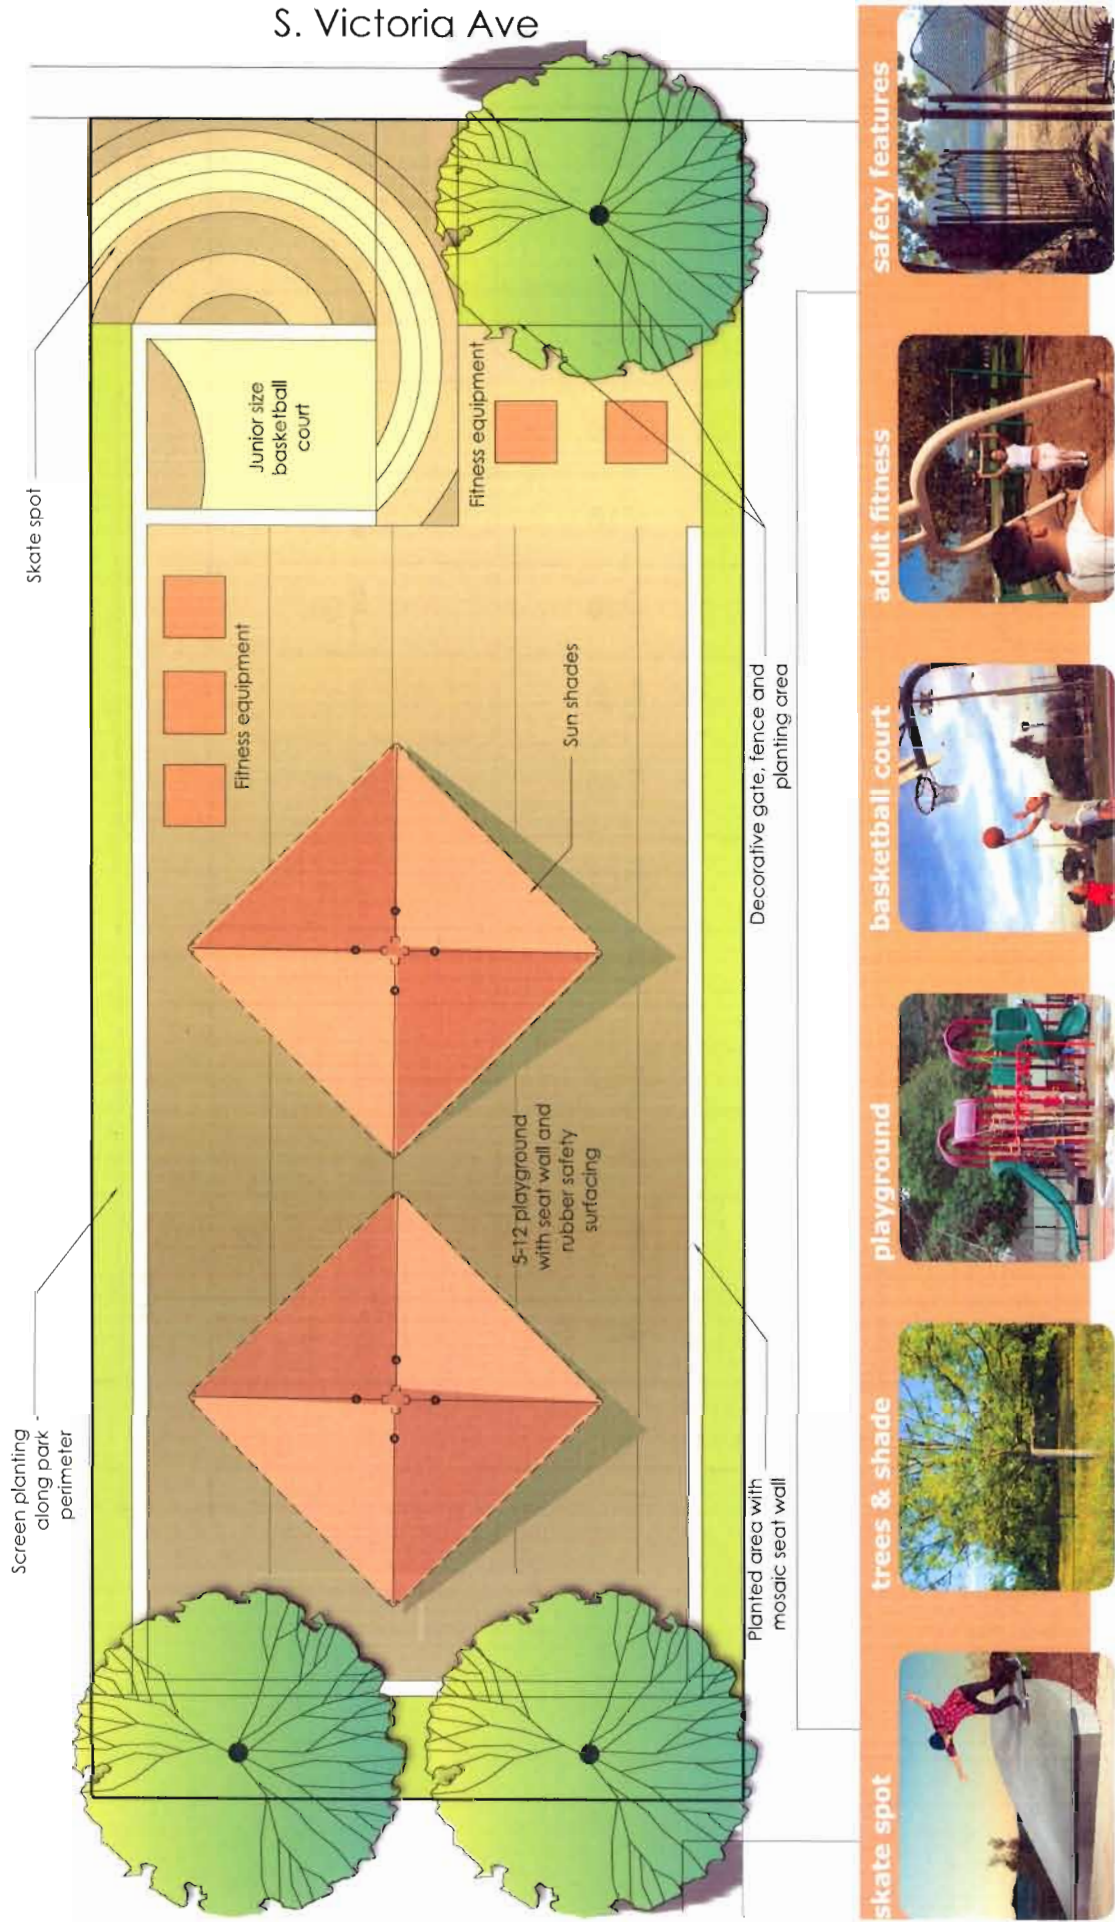 S. Victoria Ave
Skate spot
Junior size
basketball
court
Fitness equipment
Fitness equipment
Sun shades
Decorative gate, fence and
planting area
5-12 playground
with seat wall and
rubber safety
surfacing
Screen planting
along park -
perimeter
Planted area with
mosaic seat wall
skate spot
trees & shade
playground
basketball court
adult fitness
safety features